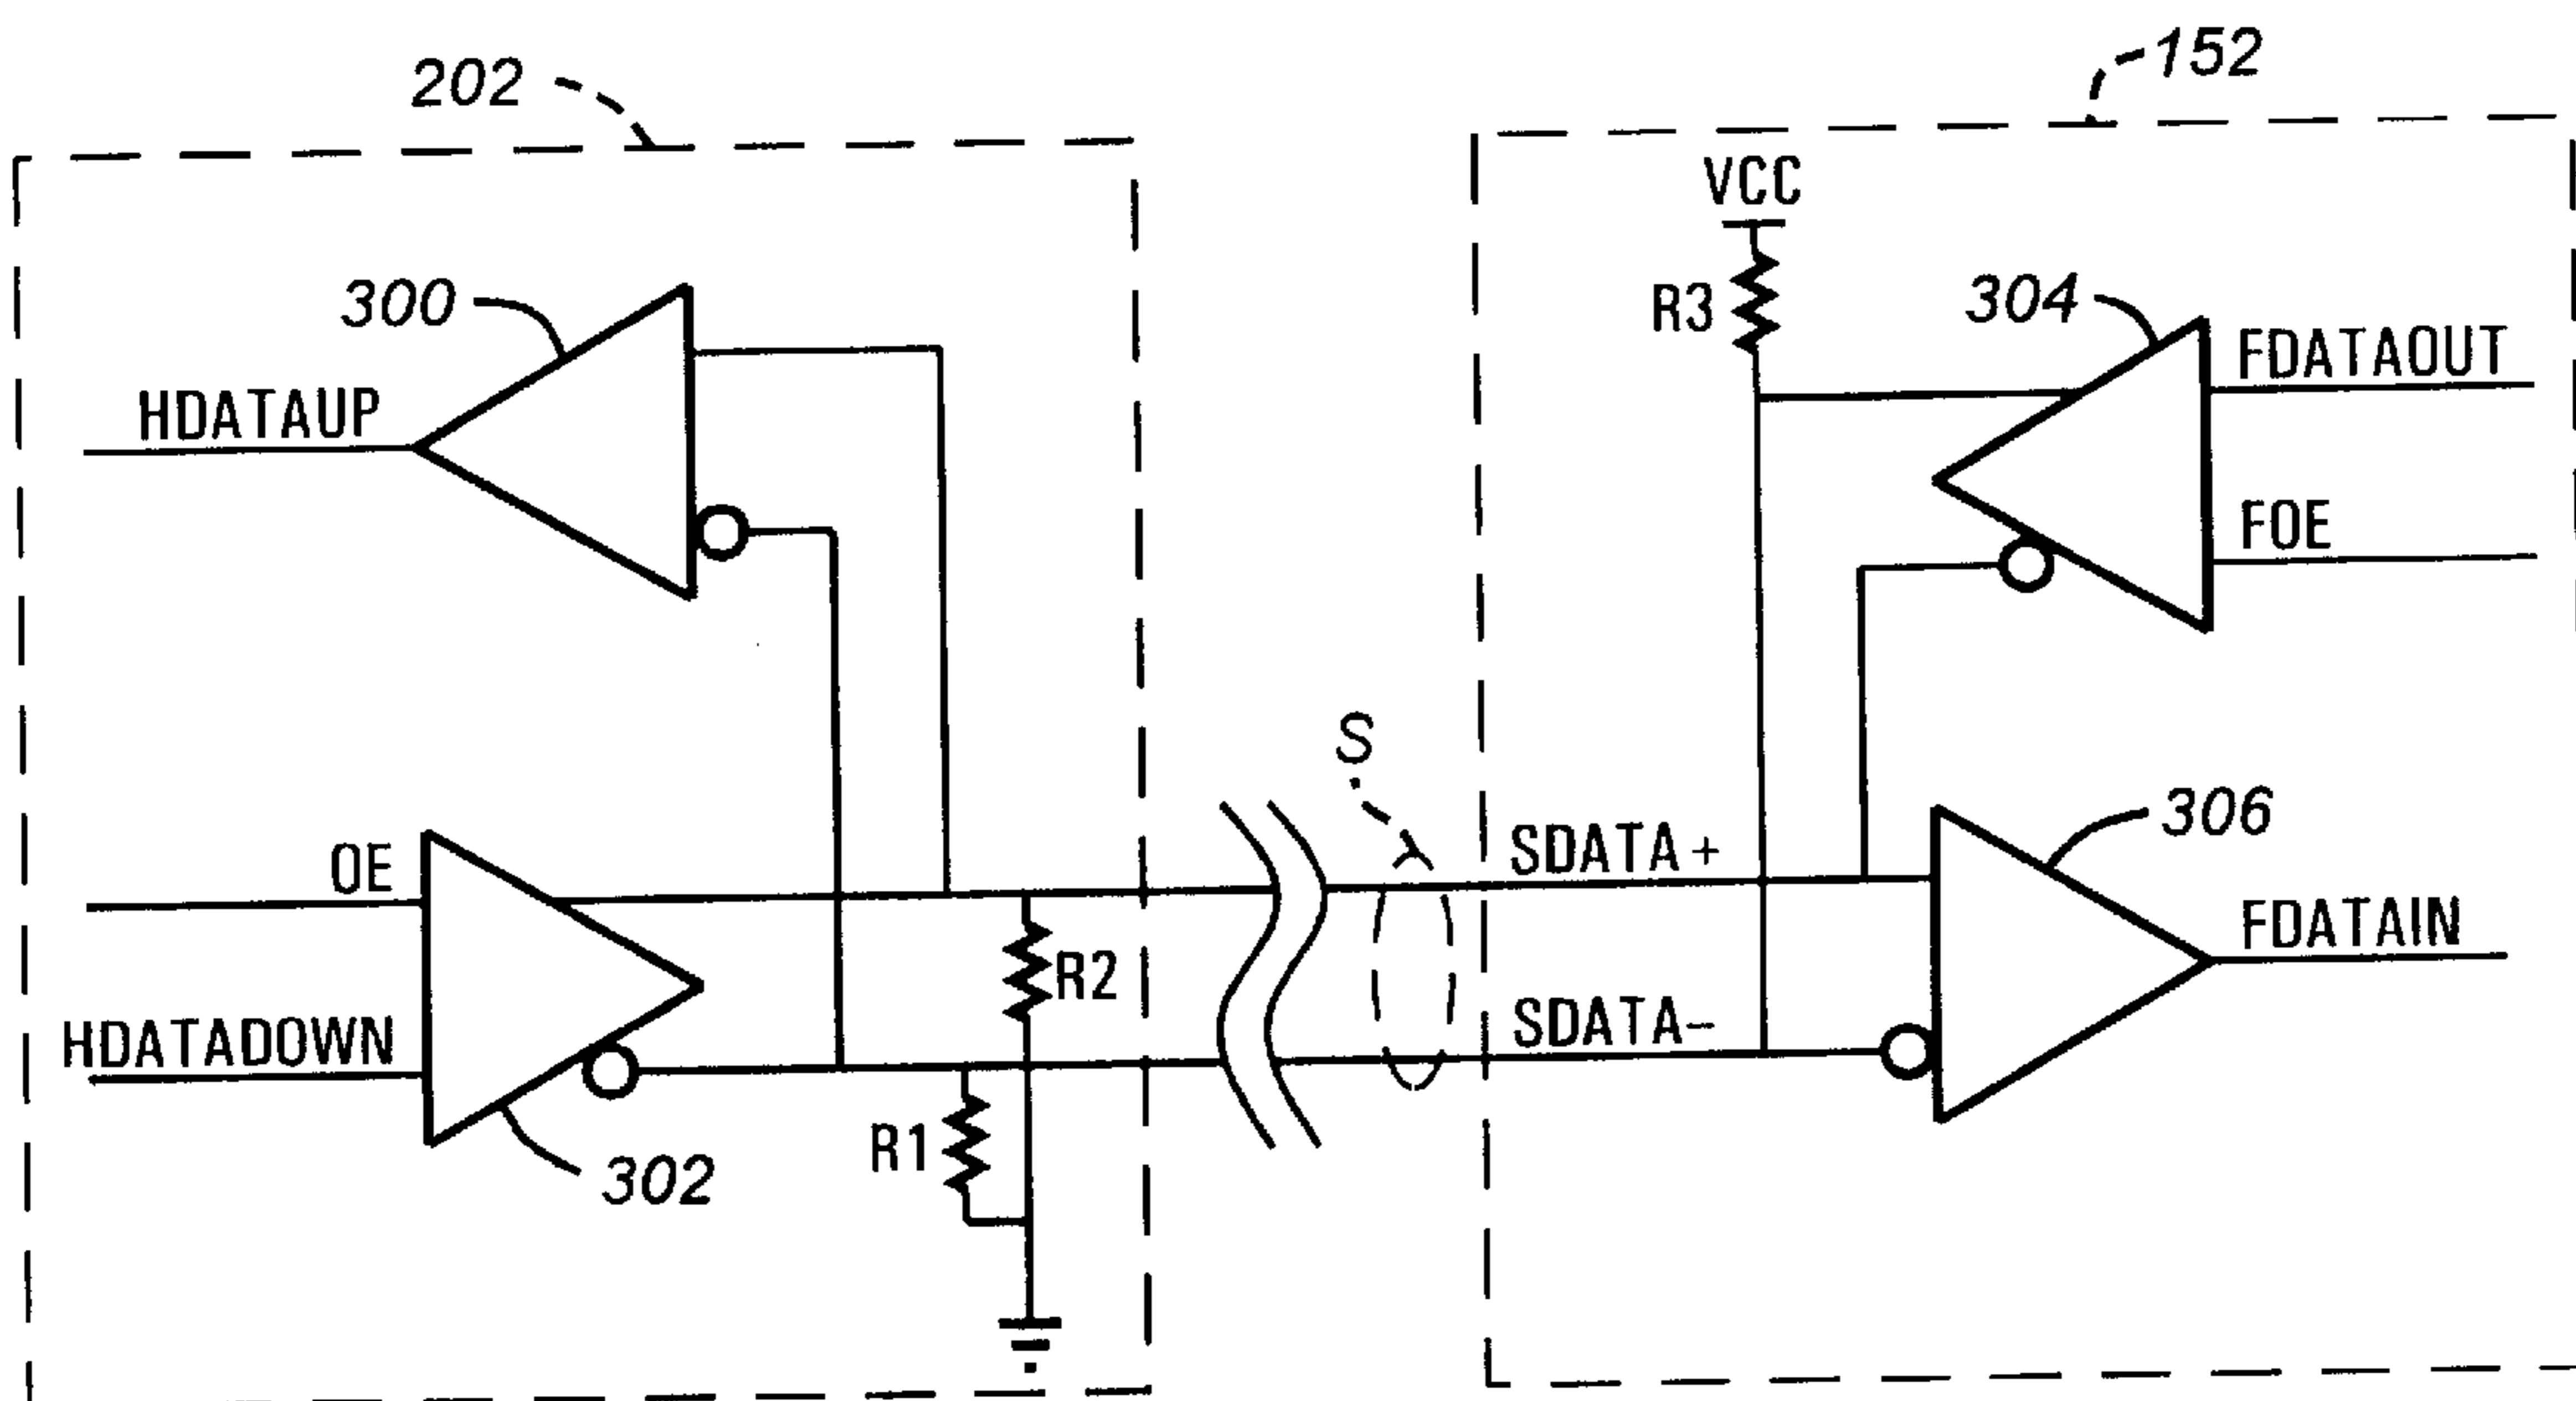 202
152
VCC
300
R3
304
FDATAOUT
HDATAUP
FOE
S
OE
SDATA+
306
R2
FDATAIN
HDATADOWN
SDATA-
R1
302